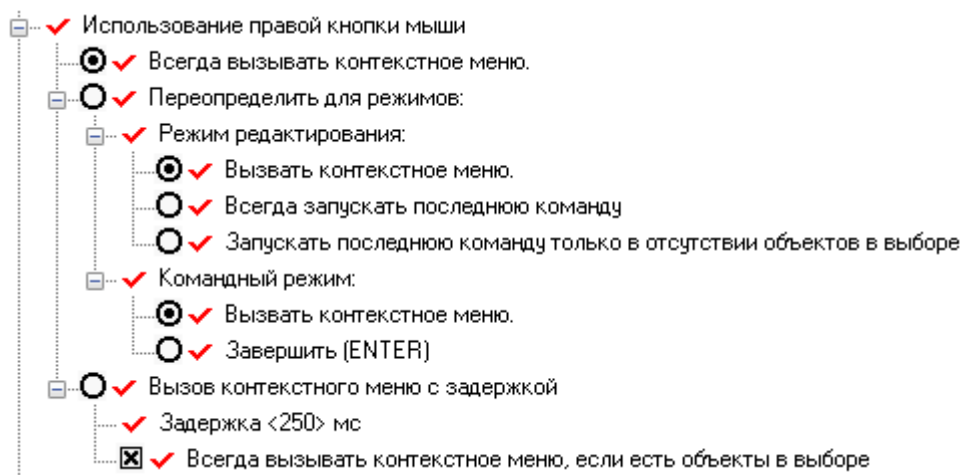 Использование правой кнопки мыши
Всегда вызывать контекстное меню.
Переопределить для режимов:
Режим редактирования:
Вызвать контекстное меню.
Всегда запускать последнюю команду
Запускать последнюю команду только в отсутствии объектов в выборе
Командный режим:
Вызвать контекстное меню.
Завершить (ENTER)
Вызов контекстного меню с задержкой
Задержка <250> мс
Всегда вызывать контекстное меню, если есть объекты в выборе